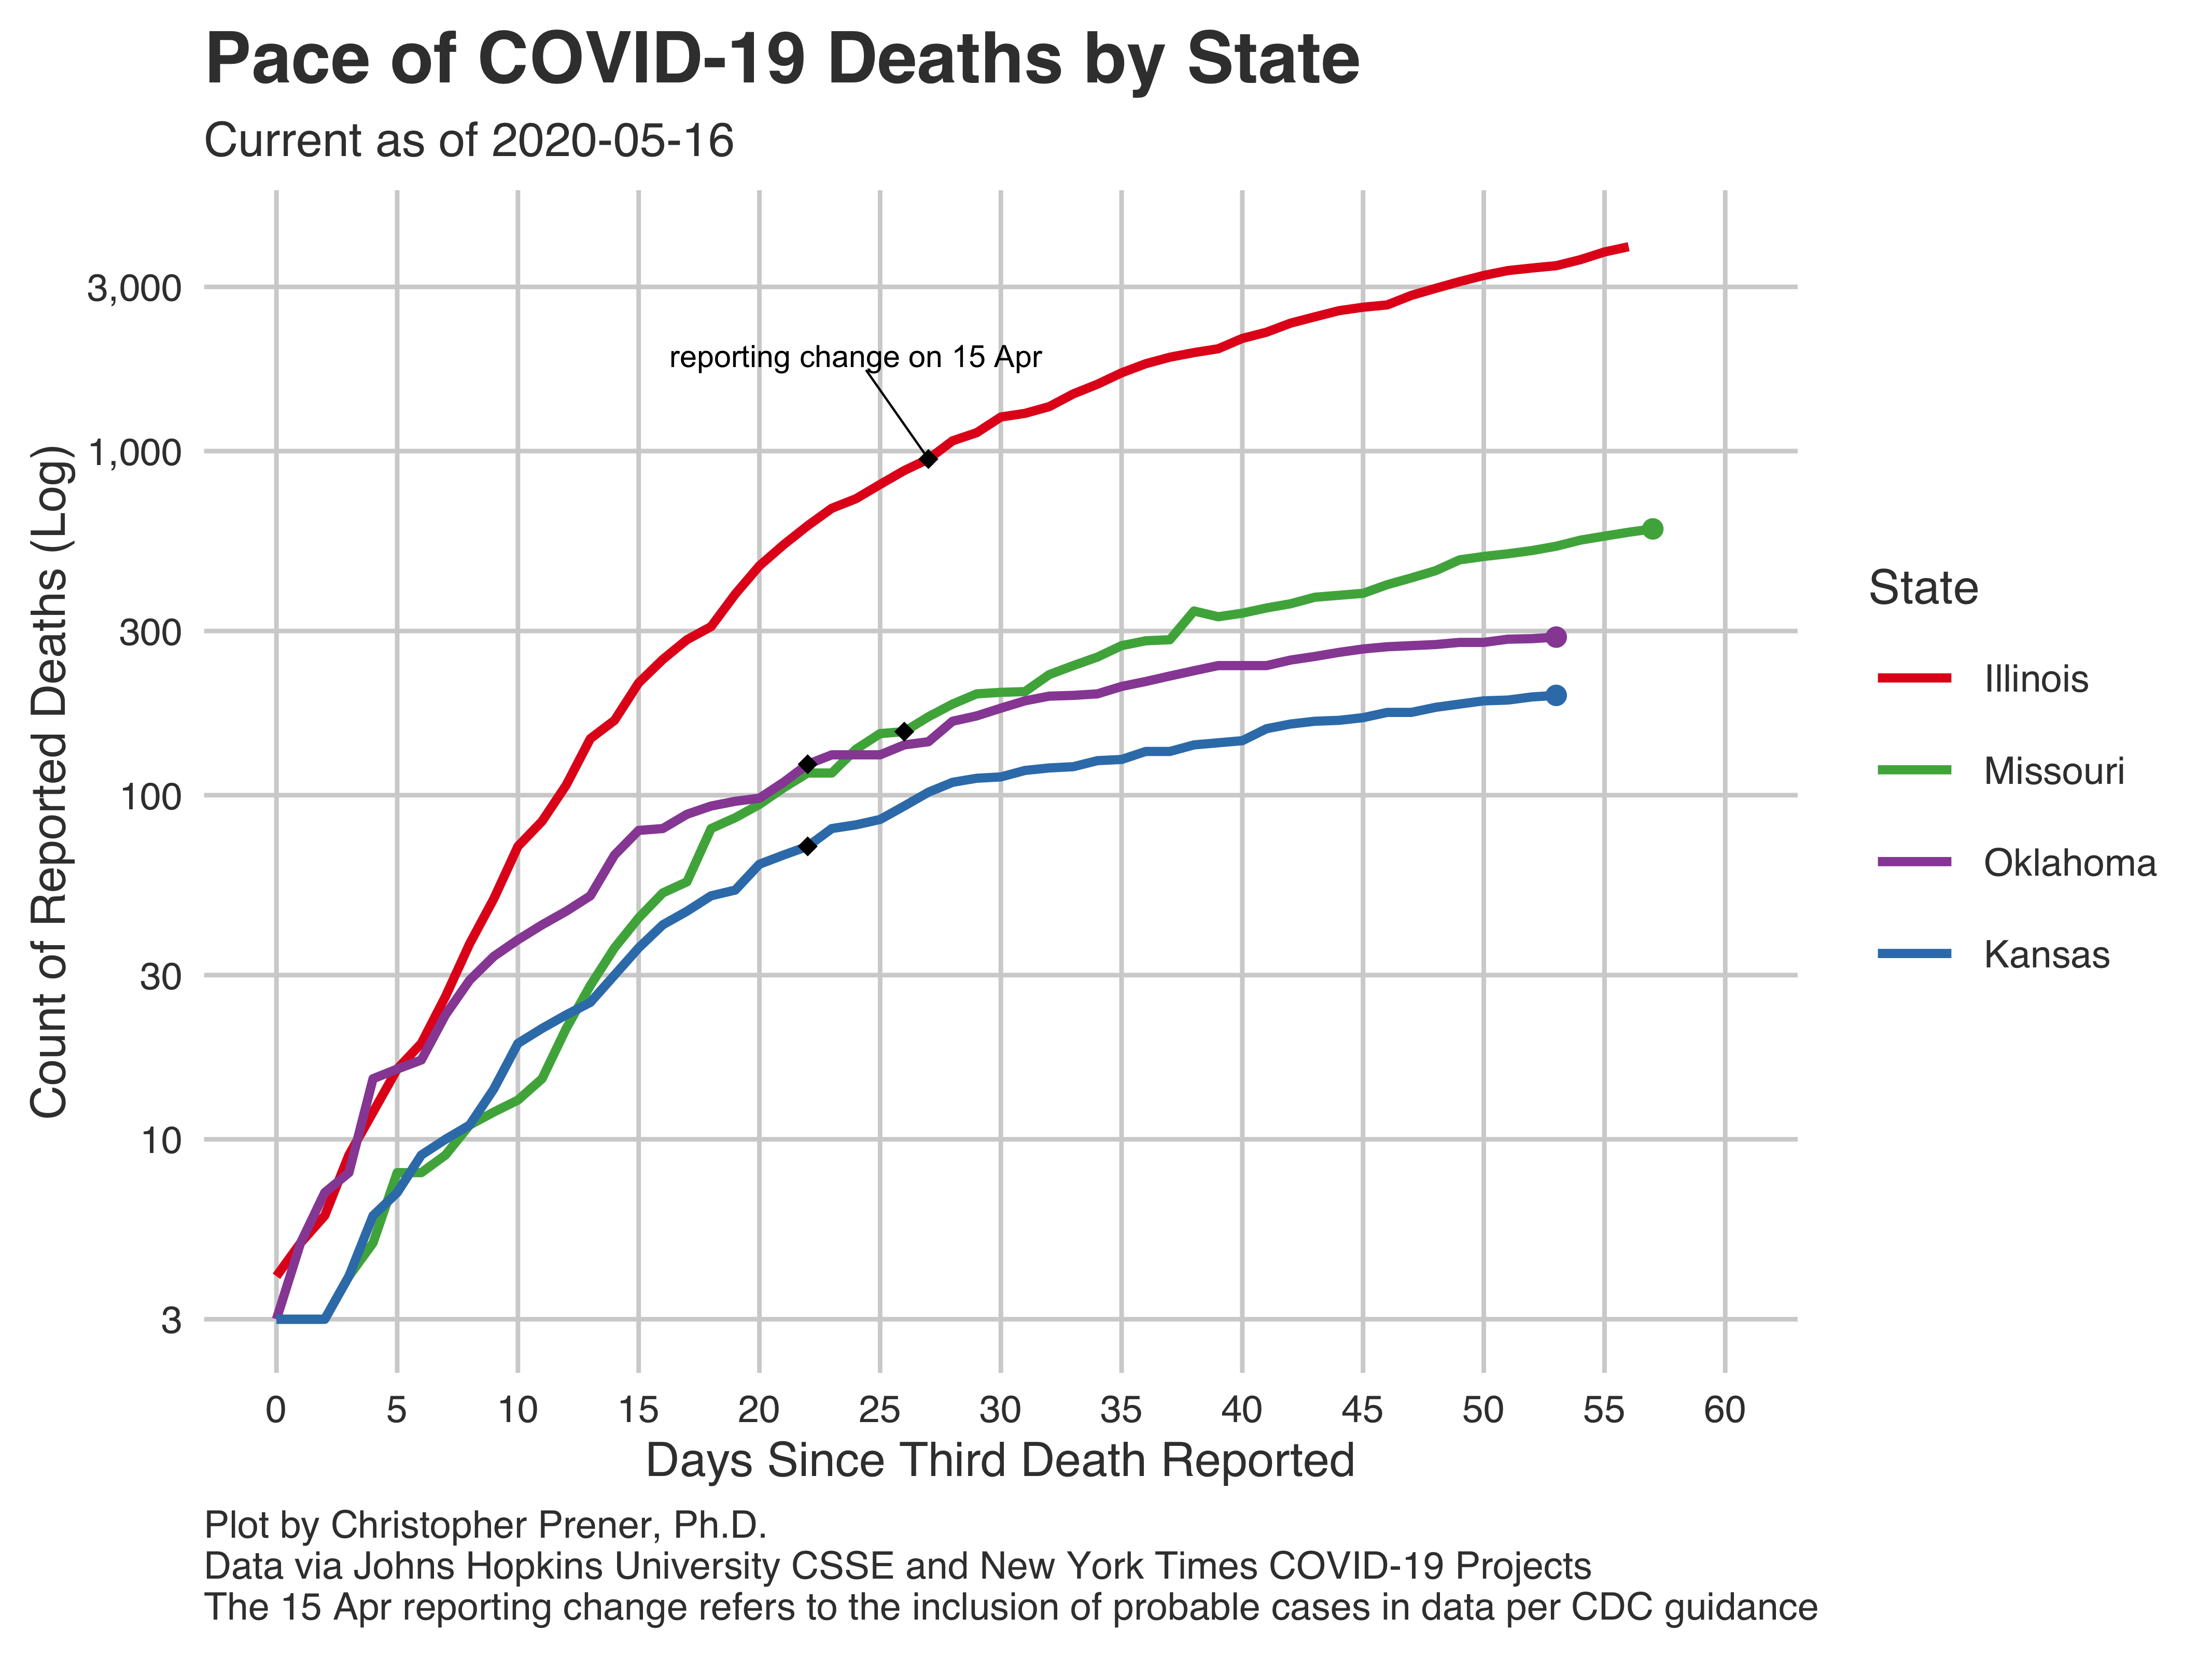 Pace of COVID-19 Deaths by State
Current as of 2020-05-16
Count of Reported Deaths (Log)
3,000
1,000
300
100
30
10
3
reporting change on 15 Apr
0 5 10 15 20 25 30 35 40 45 50 55 60
Days Since Third Death Reported
State
Illinois
Missouri
Oklahoma
Kansas
Plot by Christopher Prener, Ph.D.
Data via Johns Hopkins University CSSE and New York Times COVID-19 Projects
The 15 Apr reporting change refers to the inclusion of probable cases in data per CDC guidance